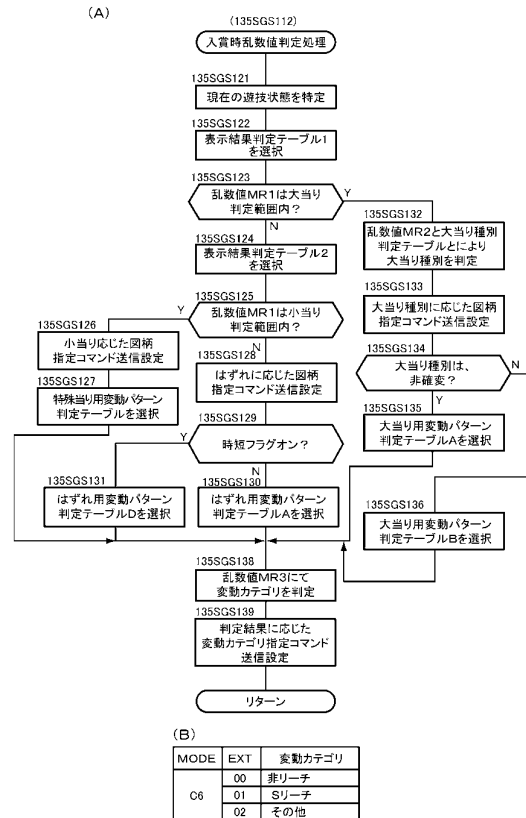 (A)
(135SGS112)
入賞時乱数値判定処理
135SGS121
現在の遊技状態を特定
135SGS122
表示結果判定テーブル1
を選択
135SGS123
乱数値MR1は大当り
判定範囲内?
Y
N
135SGS124
表示結果判定テーブル2
を選択
135SGS125
乱数値MR1は小当り
判定範囲内?
Y
N
135SGS126
小当り応じた図柄
指定コマンド送信設定
135SGS127
特殊当り用変動パターン
判定テーブルを選択
135SGS128
はずれに応じた図柄
指定コマンド送信設定
135SGS129
時短フラグオン?
Y
N
135SGS131
はずれ用変動パターン
判定テーブルDを選択
135SGS130
はずれ用変動パターン
判定テーブルAを選択
135SGS132
乱数値MR2と大当り種別
判定テーブルとにより
大当り種別を判定
135SGS133
大当り種別に応じた図柄
指定コマンド送信設定
135SGS134
大当り種別は、
非確変?
N
Y
135SGS135
大当り用変動パターン
判定テーブルAを選択
135SGS136
大当り用変動パターン
判定テーブルBを選択
135SGS138
乱数値MR3にて
変動カテゴリを判定
135SGS139
判定結果に応じた
変動カテゴリ指定コマンド
送信設定
リターン
(B)
MODE EXT 変動カテゴリ
C6 00 非リーチ
01 Sリーチ
02 その他